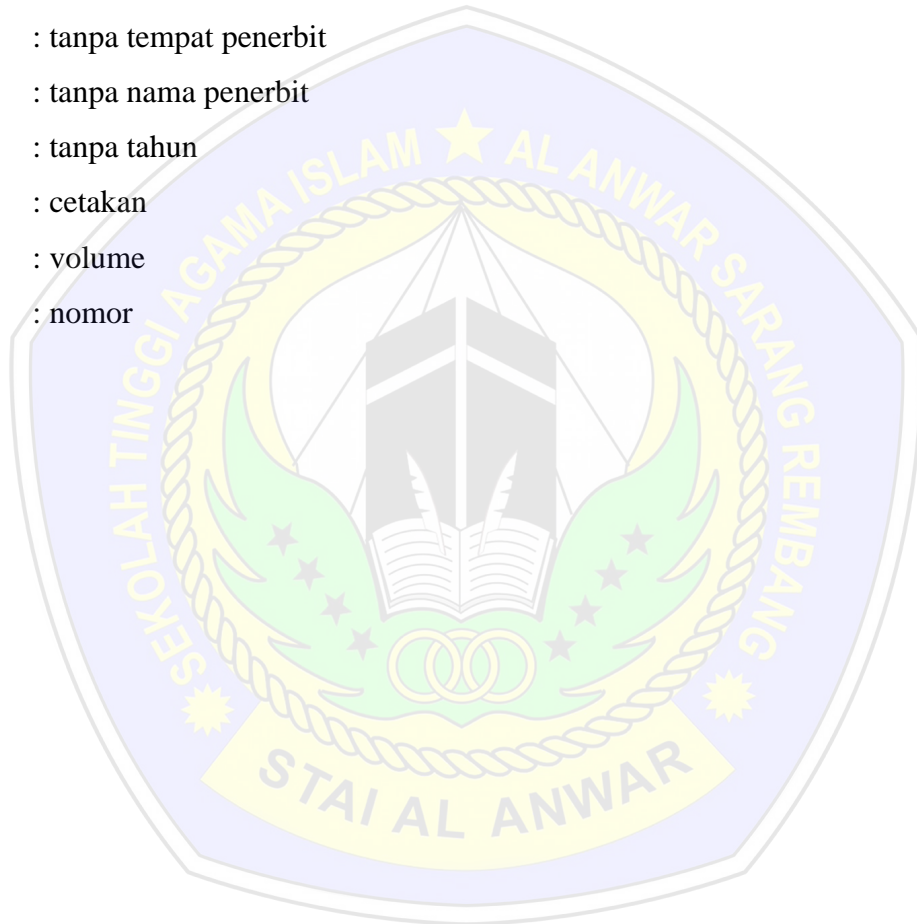 : tanpa tempat penerbit
: tanpa nama penerbit
: tanpa tahun
: cetakan
: volume
: nomor
SEKOLAH TINGGI AGAMA ISLAM ★ AL ANWAR SARANG REMBANG
STAI AL ANWAR